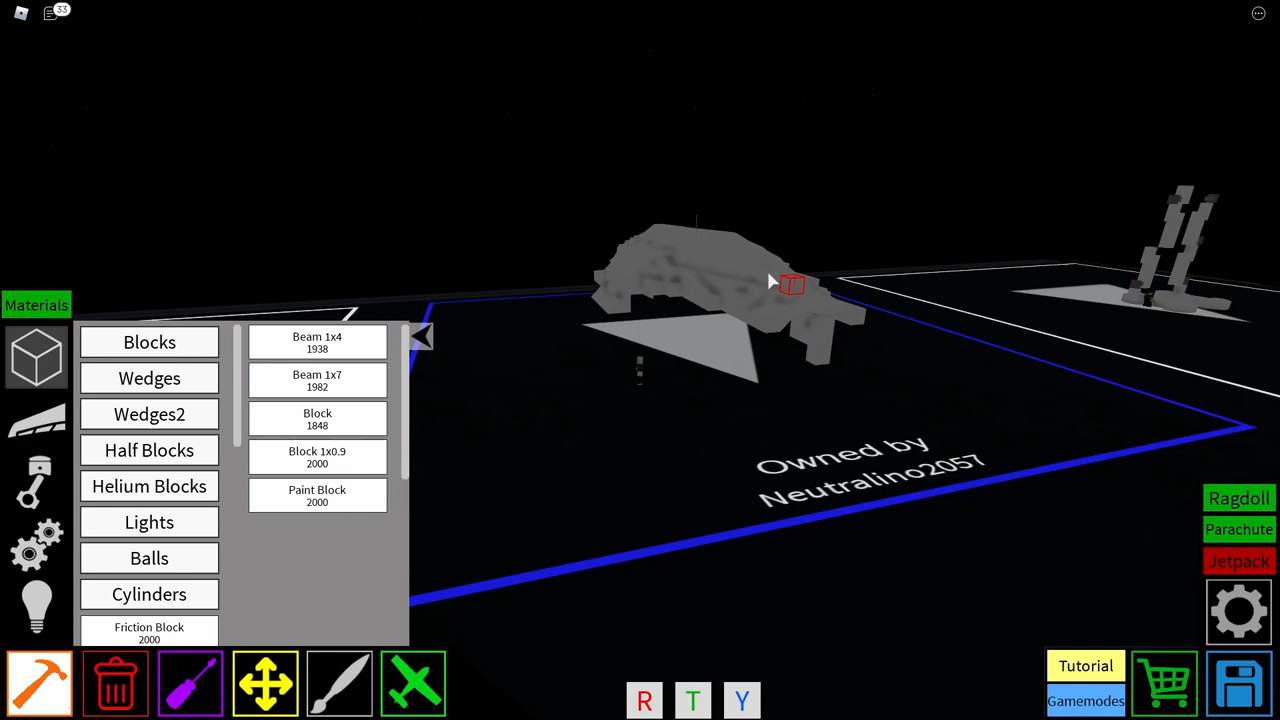 33
Materials
Blocks
Wedges
Wedges2
Half Blocks
Helium Blocks
Lights
Balls
Cylinders
Friction Block
2000
Beam 1x4
1938
Beam 1x7
1982
Block
1848
Block 1x0.9
2000
Paint Block
2000
Owned by
Neutralino2057
Ragdoll
Parachute
Jetpack
Tutorial
Gamemodes
R T Y